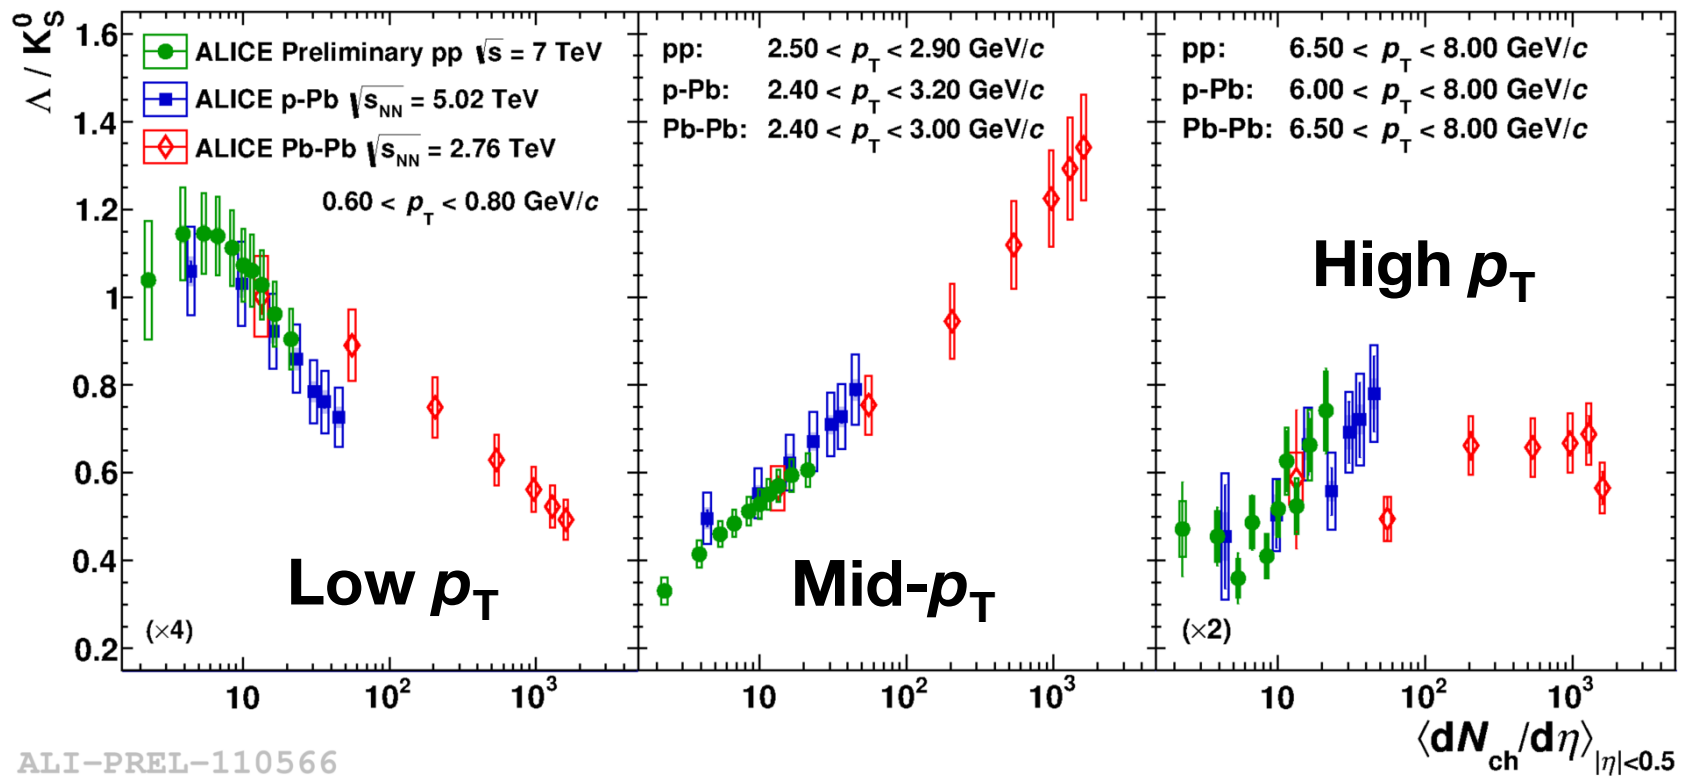 Λ / K⁰S
1.6
1.4
1.2
1
0.8
0.6
0.4
0.2
ALICE Preliminary pp √s = 7 TeV
ALICE p-Pb √sNN = 5.02 TeV
ALICE Pb-Pb √sNN = 2.76 TeV
0.60 < pT < 0.80 GeV/c
Low pT
(×4)
10 10² 10³
pp: 2.50 < pT < 2.90 GeV/c
p-Pb: 2.40 < pT < 3.20 GeV/c
Pb-Pb: 2.40 < pT < 3.00 GeV/c
Mid-pT
10 10² 10³
pp: 6.50 < pT < 8.00 GeV/c
p-Pb: 6.00 < pT < 8.00 GeV/c
Pb-Pb: 6.50 < pT < 8.00 GeV/c
High pT
(×2)
10 10² 10³
⟨dNch/dη⟩|η|<0.5
ALI-PREL-110566